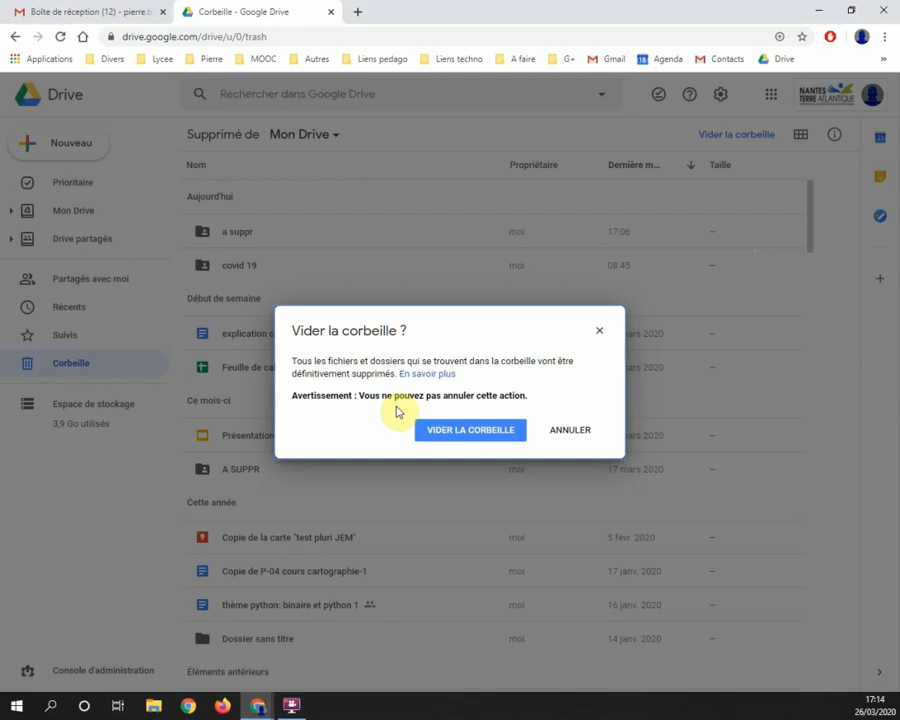 Boîte de réception (12) - pierre.t
Corbeille - Google Drive
drive.google.com/drive/u/0/trash
Applications Divers Lycee Pierre MOOC Autres Liens pedago Liens techno A faire G+ Gmail Agenda Contacts Drive »
Drive
Rechercher dans Google Drive
NANTES
TERRE ATLANTIQUE
Nouveau
Supprimé de Mon Drive
Vider la corbeille
Nom Propriétaire Dernière m... Taille
Prioritaire
Mon Drive
Drive partagés
Partagés avec moi
Récents
Suivis
Corbeille
Espace de stockage
3,9 Go utilisés
Console d'administration
Aujourd'hui
a suppr moi 17:06 –
covid 19 moi 08:45 –
Début de semaine
explication c mars 2020 –
Feuille de ca mars 2020 –
Ce mois-ci
Présentation mars 2020 –
A SUPPR moi 17 mars 2020 –
Cette année
Copie de la carte "test pluri JEM" moi 5 févr. 2020 –
Copie de P-04 cours cartographie-1 moi 17 janv. 2020 –
thème python: binaire et python 1 moi 16 janv. 2020 –
Dossier sans titre moi 14 janv. 2020 –
Éléments antérieurs
Vider la corbeille ?
Tous les fichiers et dossiers qui se trouvent dans la corbeille vont être
définitivement supprimés. En savoir plus
Avertissement : Vous ne pouvez pas annuler cette action.
VIDER LA CORBEILLE
ANNULER
17:14
26/03/2020